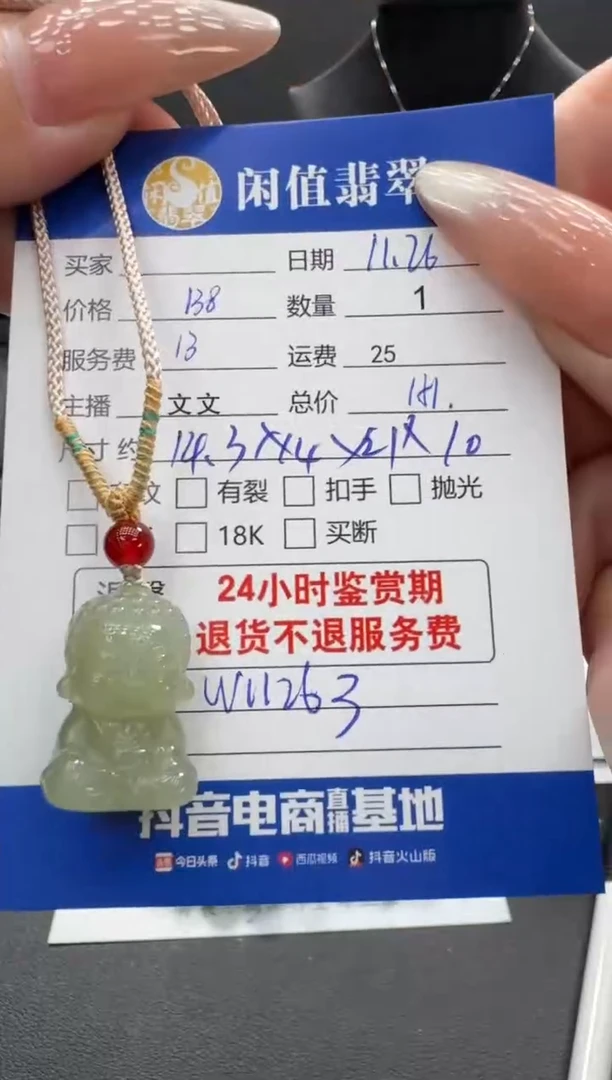 闲值翡翠
买家 日期 11.26
价格 138 数量 1
服务费 13 运费 25
主播 文文 总价 181.
尺寸约
有裂 扣手 抛光
18K 买断
24小时鉴赏期
退货不退服务费
W11263
抖音电商直播基地
今日头条 抖音 西瓜视频 抖音火山版